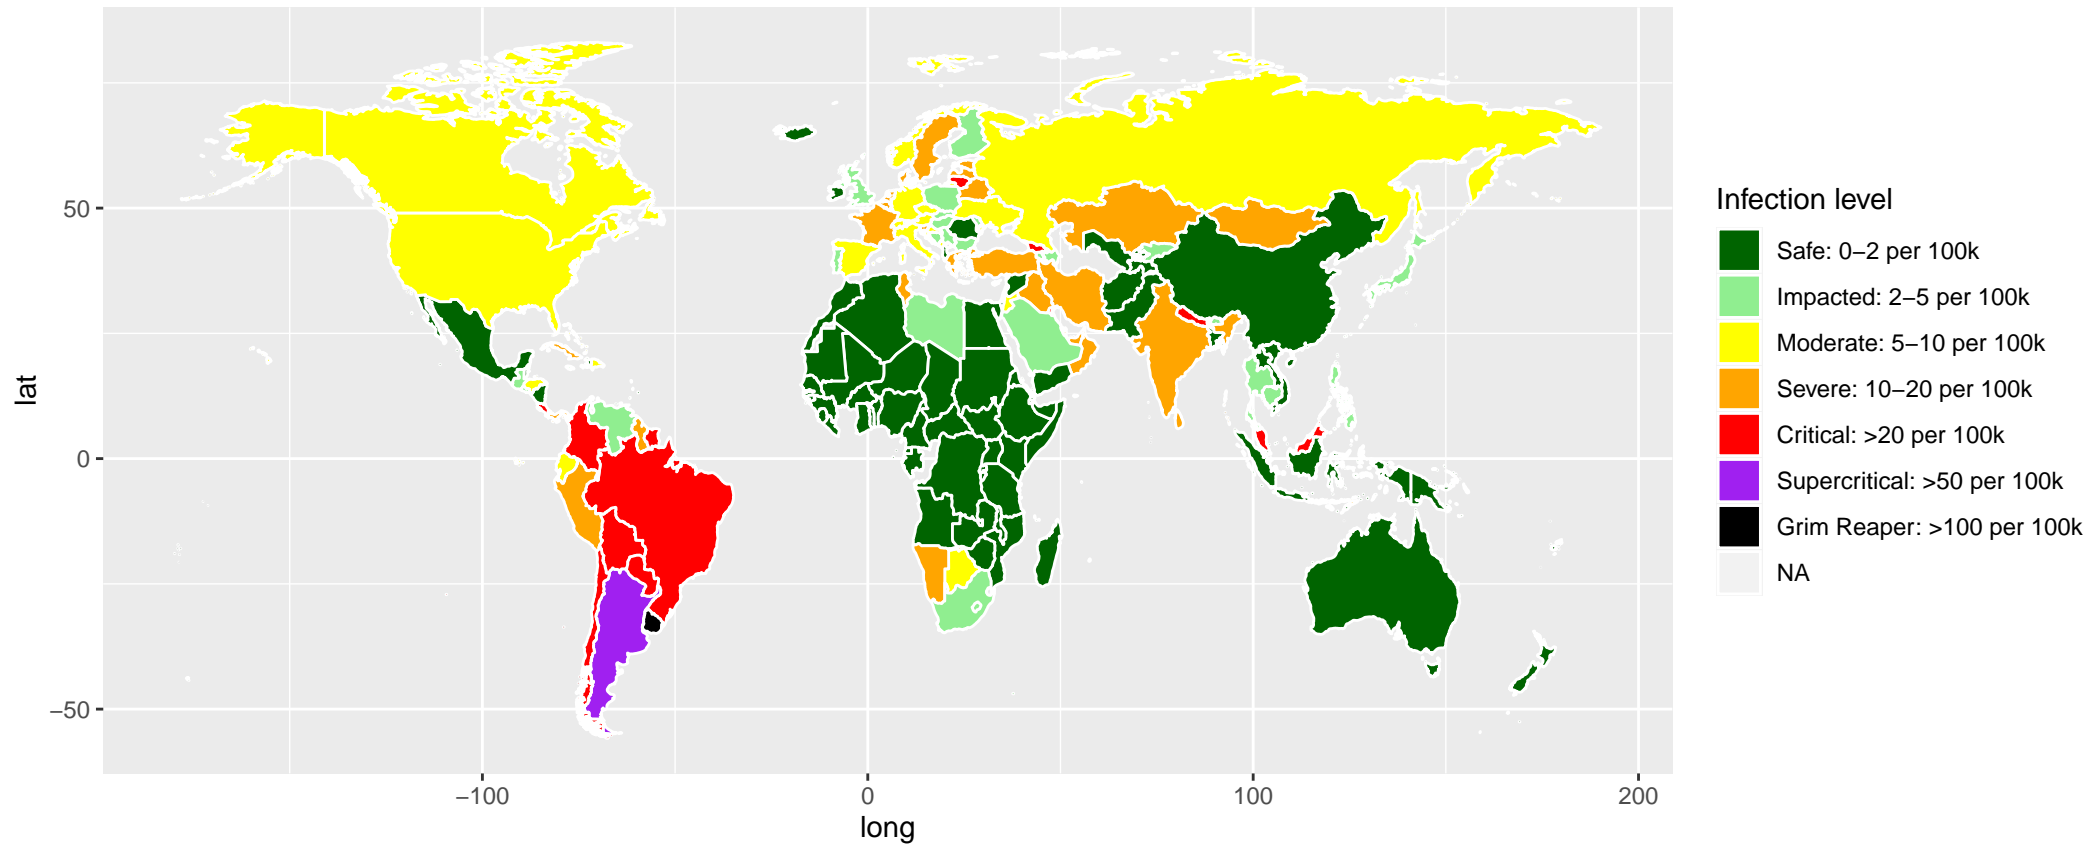 lat
50
0
−50
−100
0
100
200
long
Infection level
Safe: 0−2 per 100k
Impacted: 2−5 per 100k
Moderate: 5−10 per 100k
Severe: 10−20 per 100k
Critical: >20 per 100k
Supercritical: >50 per 100k
Grim Reaper: >100 per 100k
NA